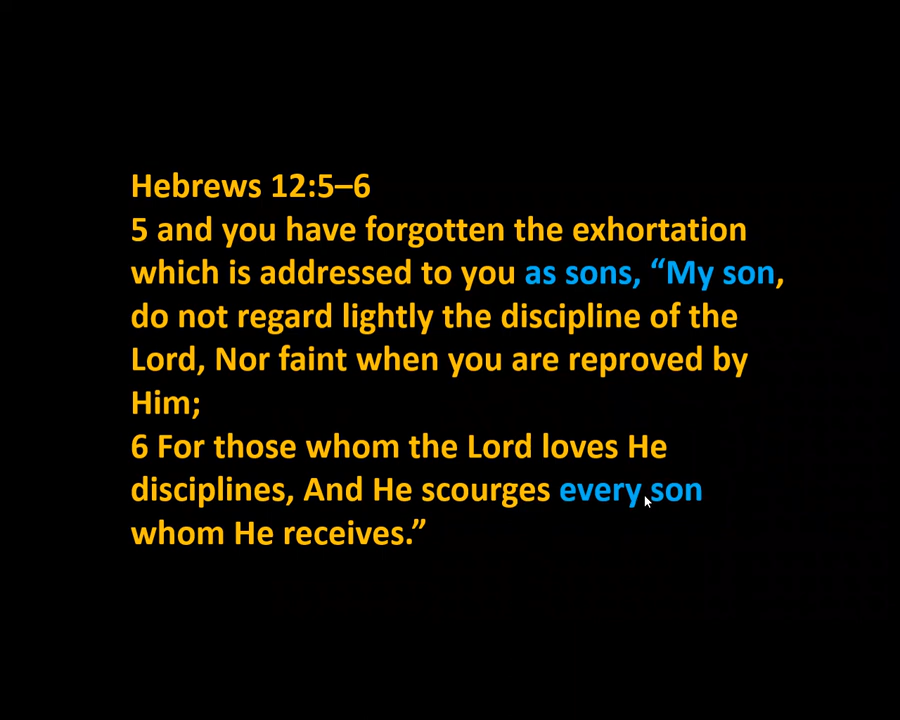 Hebrews 12:5–6
5 and you have forgotten the exhortation
which is addressed to you as sons, “My son,
do not regard lightly the discipline of the
Lord, Nor faint when you are reproved by
Him;
6 For those whom the Lord loves He
disciplines, And He scourges every son
whom He receives.”